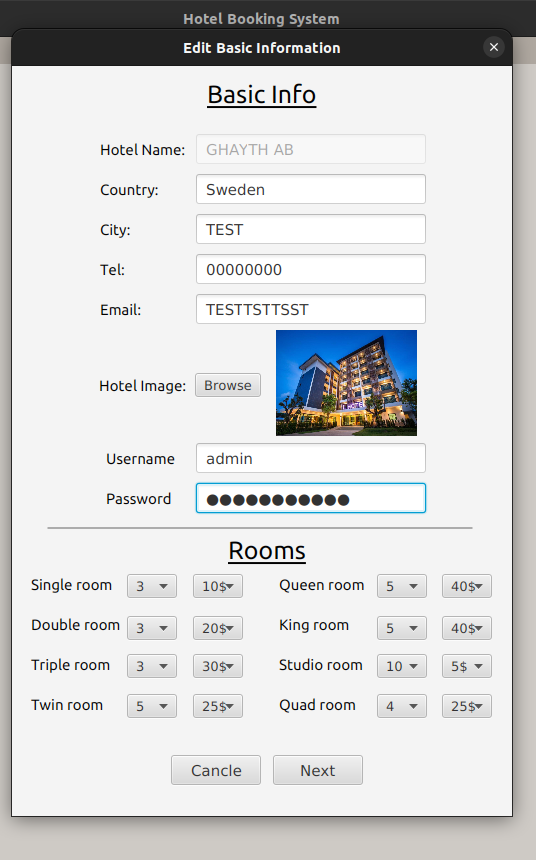 Hotel Booking System
Edit Basic Information
Basic Info
Hotel Name: GHAYTH AB
Country: Sweden
City: TEST
Tel: 00000000
Email: TESTTSTTSST
Hotel Image: Browse
Username admin
Password ●●●●●●●●●●●
Rooms
Single room 3 10$ Queen room 5 40$
Double room 3 20$ King room 5 40$
Triple room 3 30$ Studio room 10 5$
Twin room 5 25$ Quad room 4 25$
Cancle Next